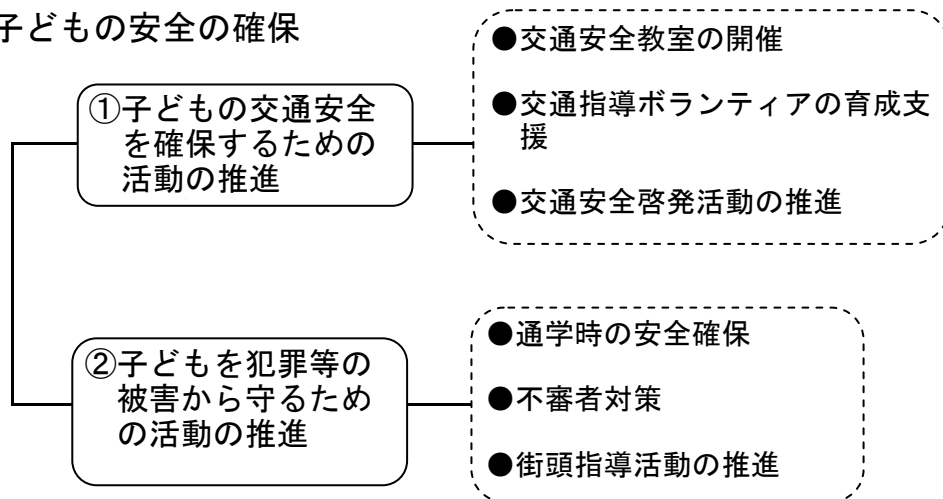 子どもの安全の確保
①子どもの交通安全
を確保するための
活動の推進
●交通安全教室の開催
●交通指導ボランティアの育成支
援
●交通安全啓発活動の推進
②子どもを犯罪等の
被害から守るため
の活動の推進
●通学時の安全確保
●不審者対策
●街頭指導活動の推進